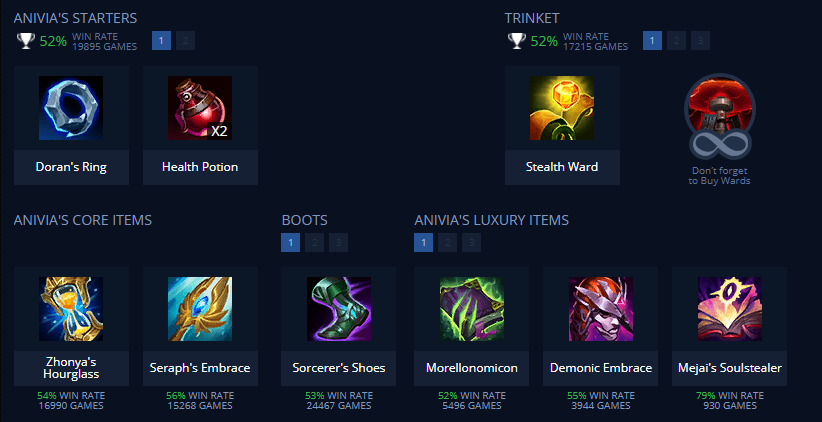 ANIVIA'S STARTERS
52% WIN RATE
19895 GAMES
1 2
X2
Doran's Ring
Health Potion
TRINKET
52% WIN RATE
17215 GAMES
1 2 3
Stealth Ward
Don't forget
to Buy Wards
ANIVIA'S CORE ITEMS
Zhonya's
Hourglass
54% WIN RATE
16990 GAMES
Seraph's Embrace
56% WIN RATE
15268 GAMES
BOOTS
1 2 3
Sorcerer's Shoes
53% WIN RATE
24467 GAMES
ANIVIA'S LUXURY ITEMS
1 2 3
Morellonomicon
52% WIN RATE
5496 GAMES
Demonic Embrace
55% WIN RATE
3944 GAMES
Mejai's Soulstealer
79% WIN RATE
930 GAMES